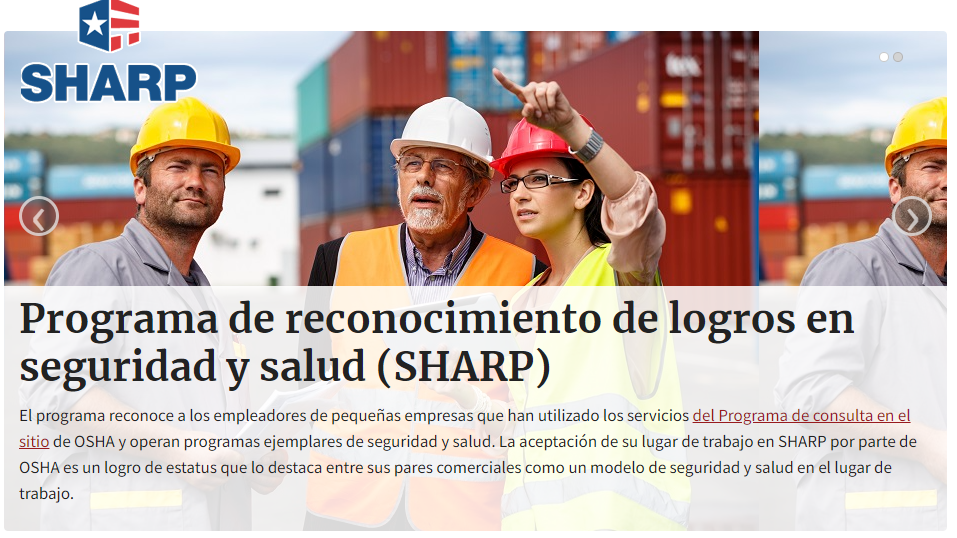 SHARP
Programa de reconocimiento de logros en
seguridad y salud (SHARP)
El programa reconoce a los empleadores de pequeñas empresas que han utilizado los servicios del Programa de consulta en el
sitio de OSHA y operan programas ejemplares de seguridad y salud. La aceptación de su lugar de trabajo en SHARP por parte de
OSHA es un logro de estatus que lo destaca entre sus pares comerciales como un modelo de seguridad y salud en el lugar de
trabajo.